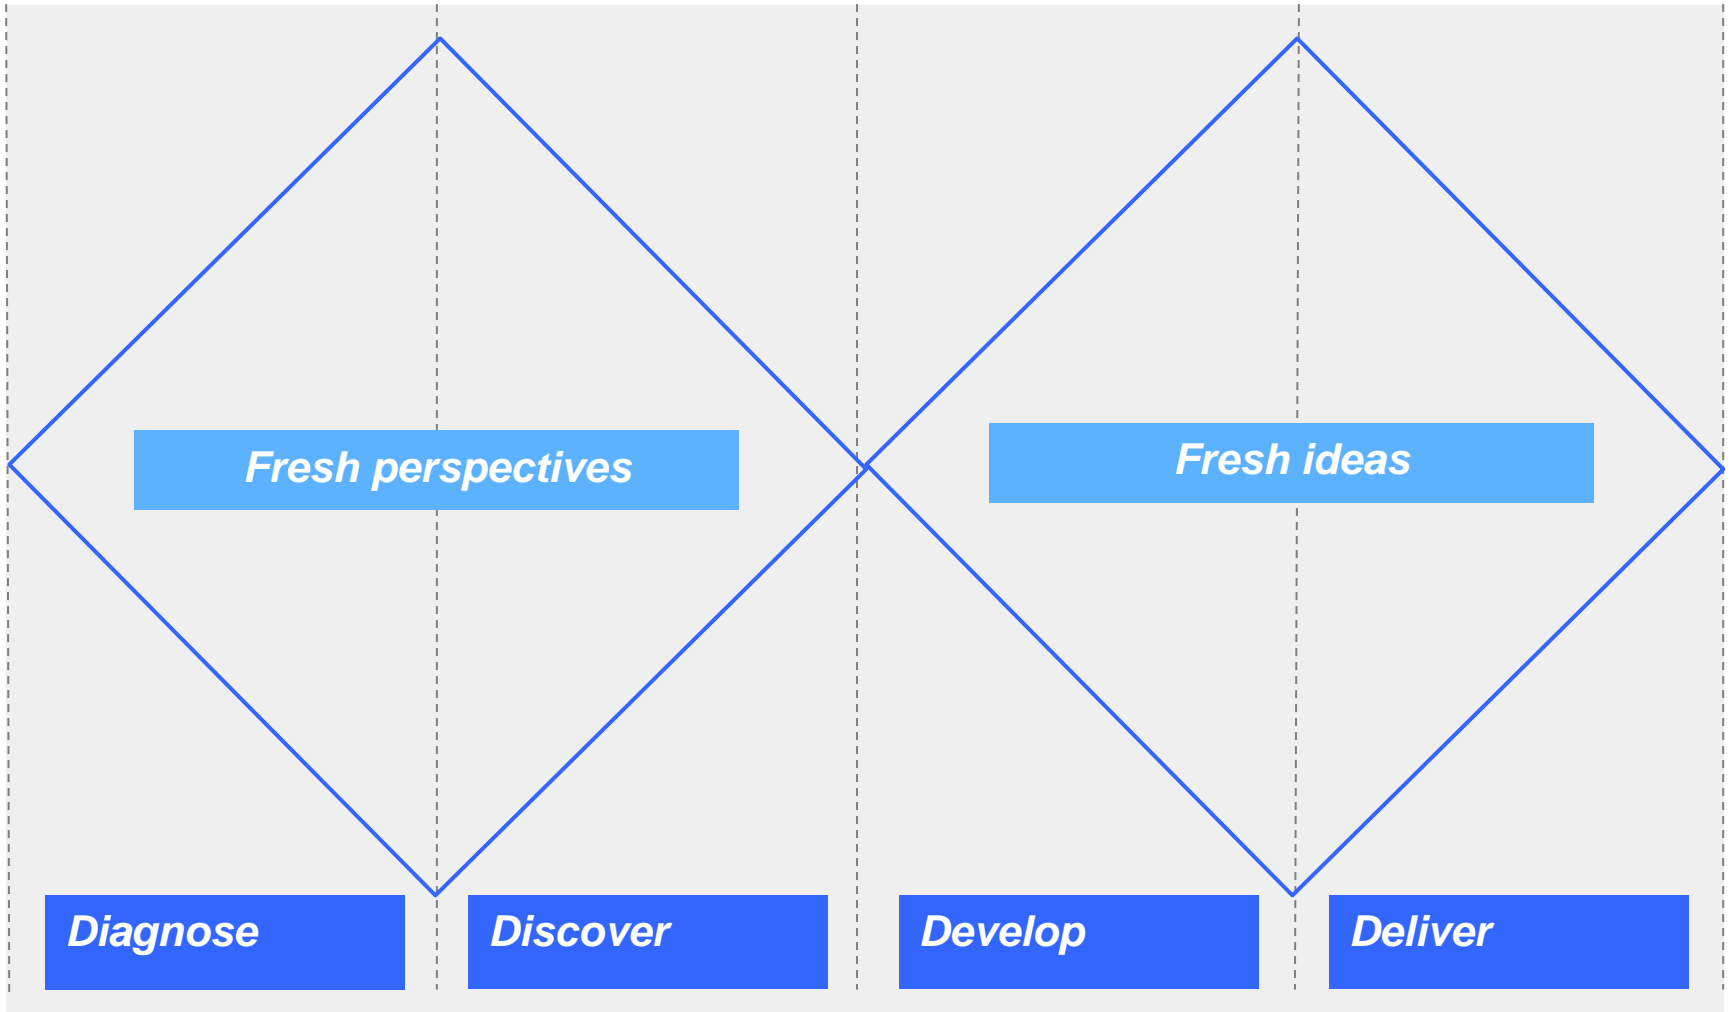 Fresh perspectives
Fresh ideas
Diagnose
Discover
Develop
Deliver